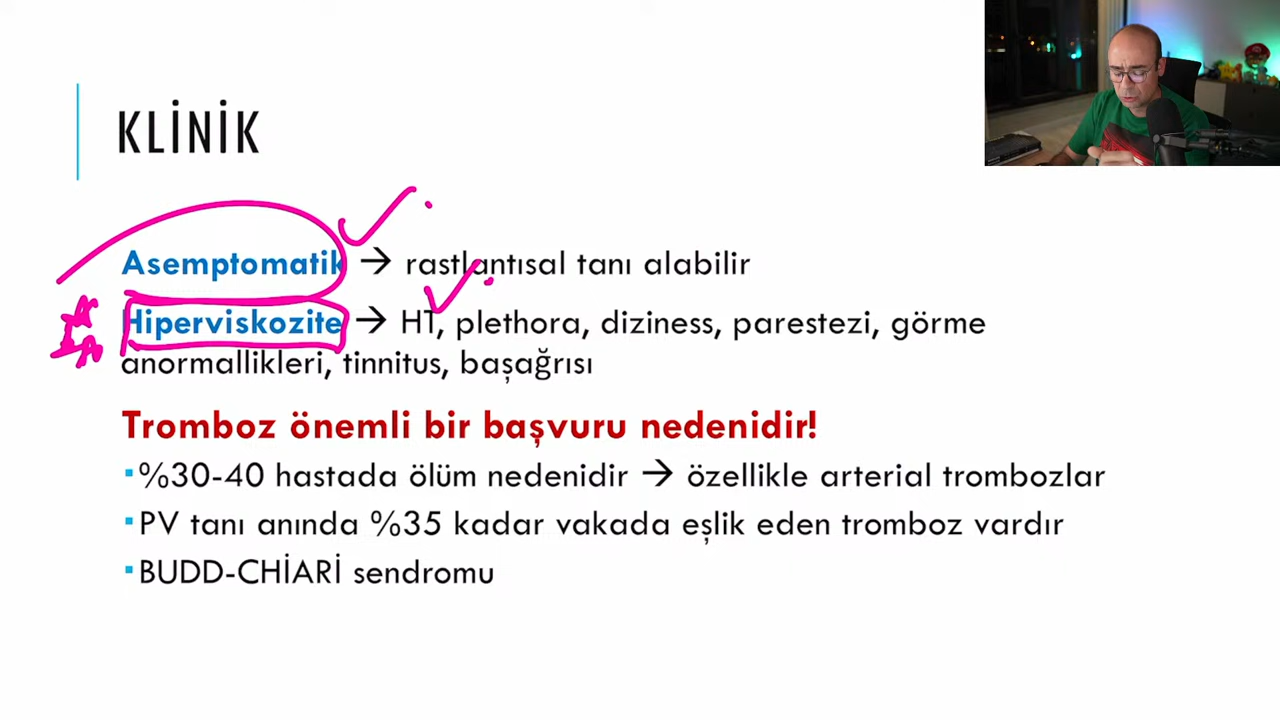 KLİNİK
Asemptomatik → rastlantısal tanı alabilir
Hiperviskozite → HT, plethora, diziness, parestezi, görme
anormallikleri, tinnitus, başağrısı
Tromboz önemli bir başvuru nedenidir!
▪%30-40 hastada ölüm nedenidir → özellikle arterial trombozlar
▪PV tanı anında %35 kadar vakada eşlik eden tromboz vardır
▪BUDD-CHİARİ sendromu